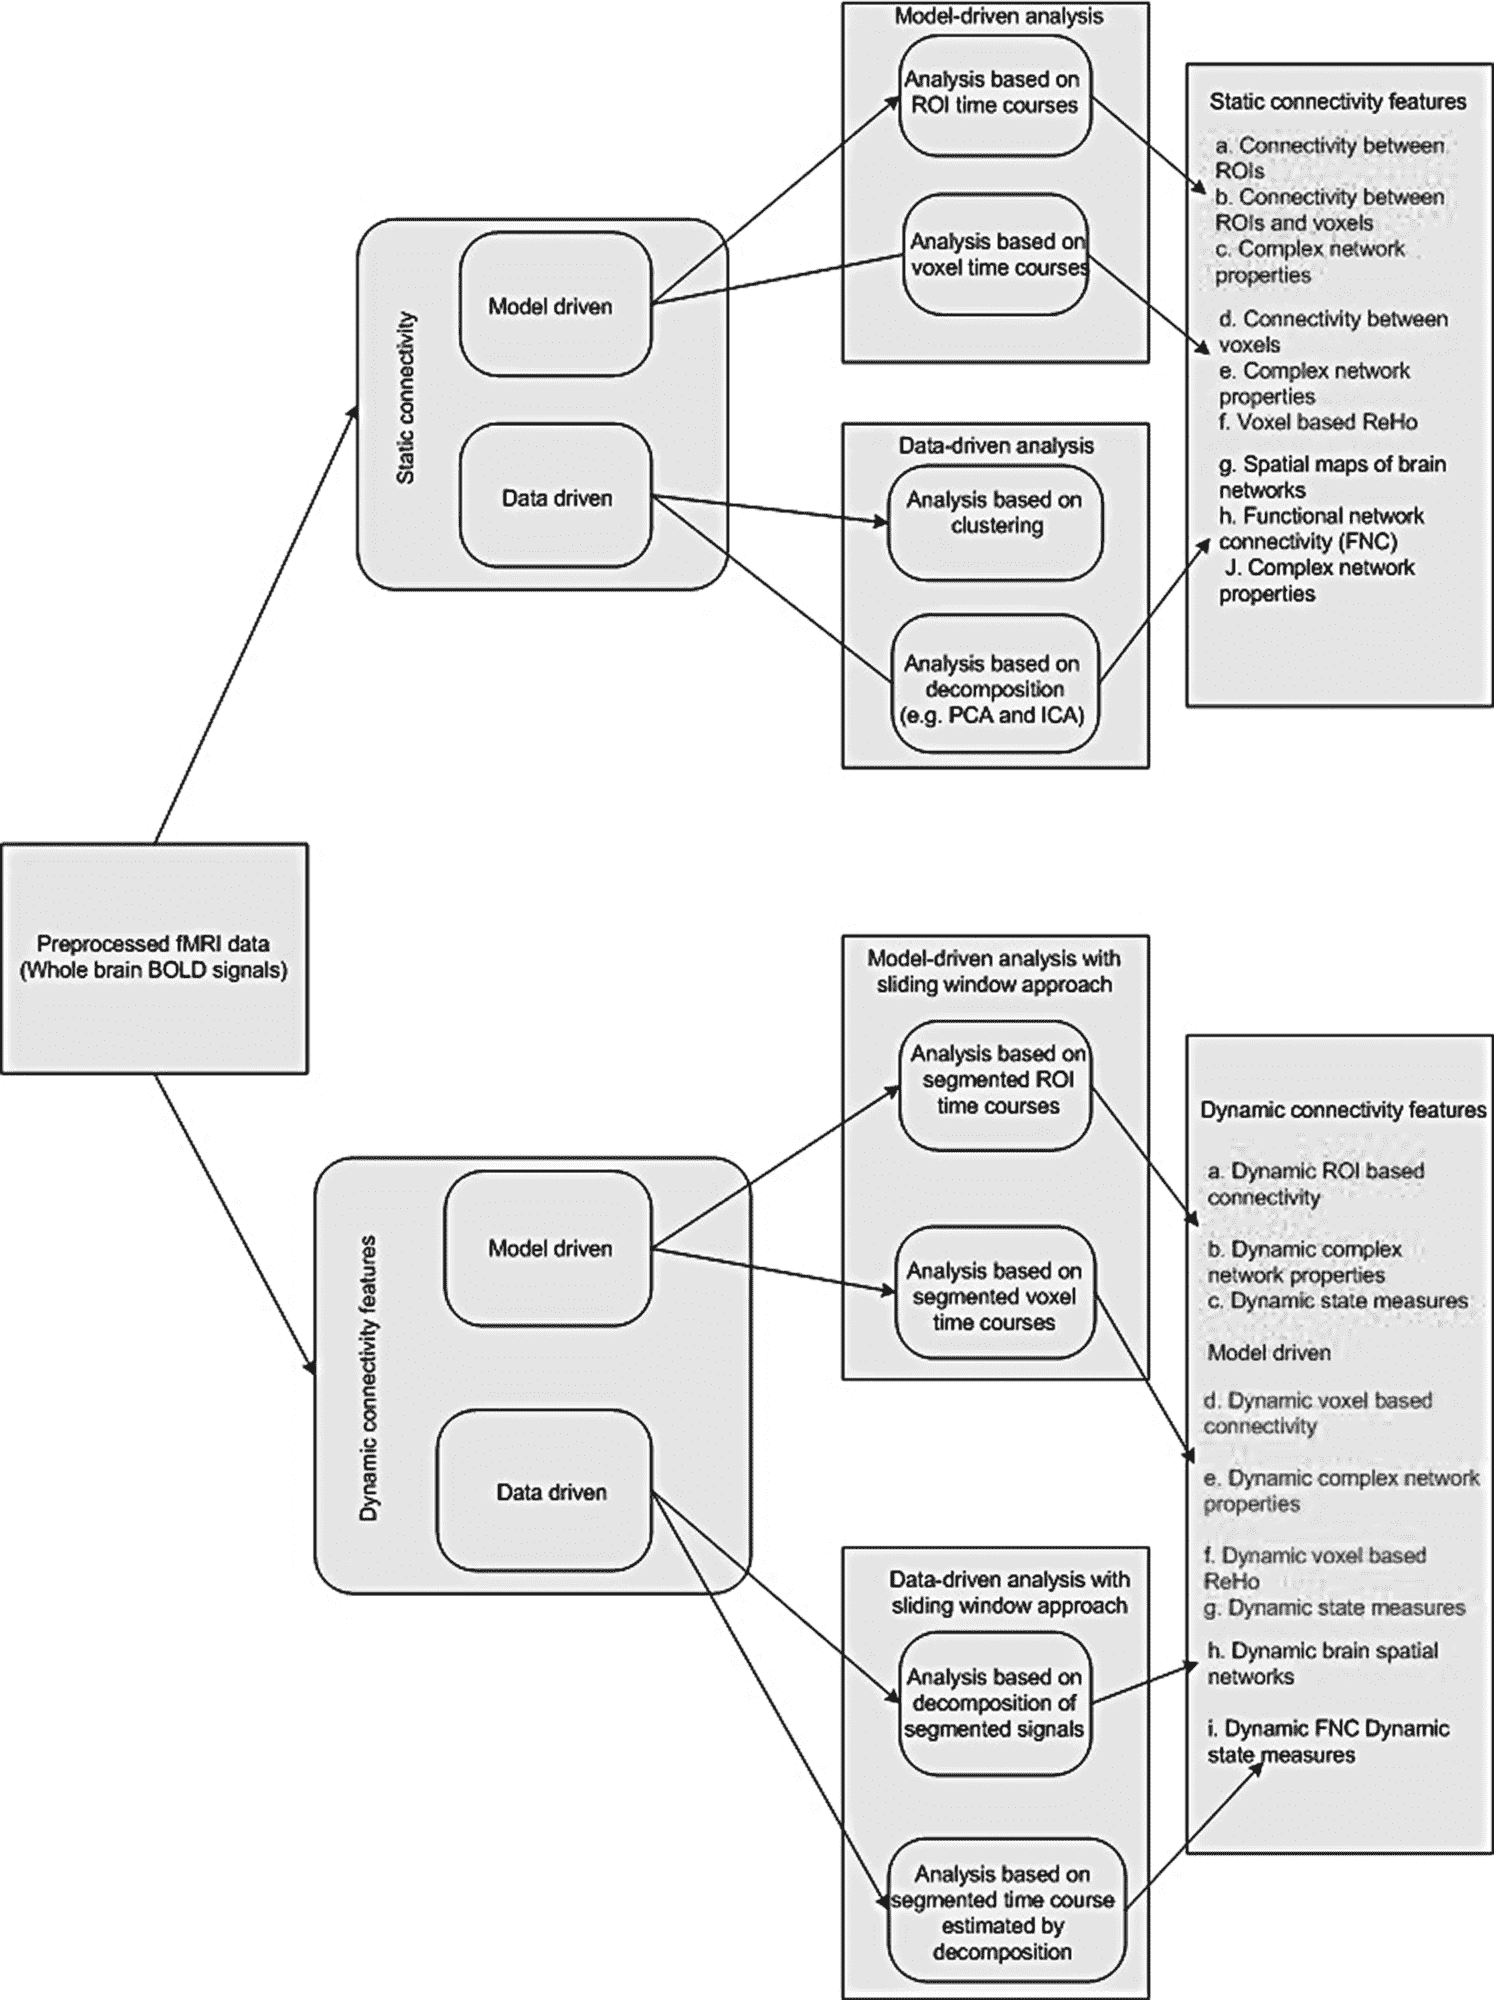 Model-driven analysis
Analysis based on
ROI time courses
Analysis based on
voxel time courses
Static connectivity features
a. Connectivity between
ROIs
b. Connectivity between
ROIs and voxels
c. Complex network
properties
d. Connectivity between
voxels
e. Complex network
properties
f. Voxel based ReHo
g. Spatial maps of brain
networks
h. Functional network
connectivity (FNC)
J. Complex network
properties
Static connectivity
Model driven
Data driven
Data-driven analysis
Analysis based on
clustering
Analysis based on
decomposition
(e.g. PCA and ICA)
Preprocessed fMRI data
(Whole brain BOLD signals)
Model-driven analysis with
sliding window approach
Analysis based on
segmented ROI
time courses
Analysis based on
segmented voxel
time courses
Dynamic connectivity features
Model driven
Data driven
Dynamic connectivity features
a. Dynamic ROI based
connectivity
b. Dynamic complex
network properties
c. Dynamic state measures
Model driven
d. Dynamic voxel based
connectivity
e. Dynamic complex network
properties
f. Dynamic voxel based
ReHo
g. Dynamic state measures
h. Dynamic brain spatial
networks
i. Dynamic FNC Dynamic
state measures
Data-driven analysis with
sliding window approach
Analysis based on
decomposition of
segmented signals
Analysis based on
segmented time course
estimated by
decomposition